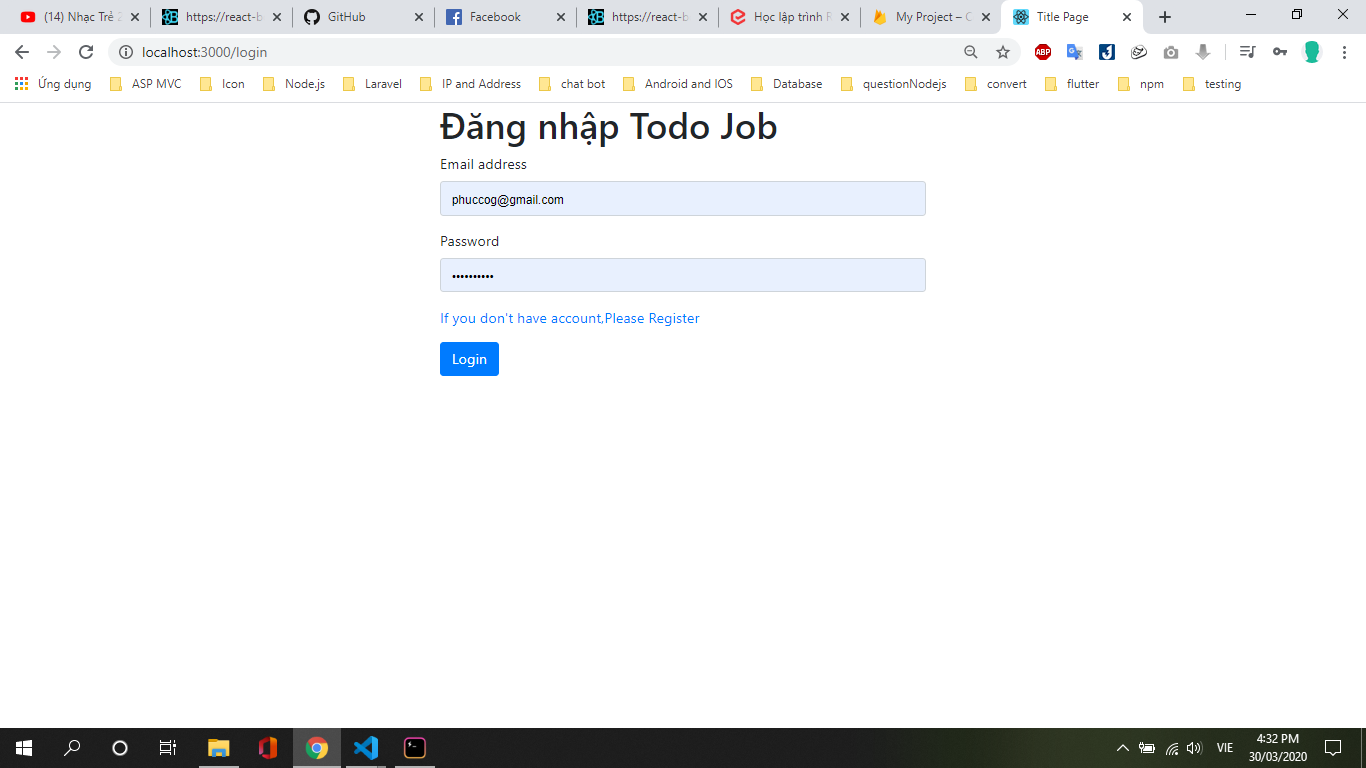 (14) Nhạc Trẻ
https://react-b
GitHub
Facebook
https://react-b
Học lập trình
My Project – C
Title Page
localhost:3000/login
ABP
Ứng dụng
ASP MVC
Icon
Node.js
Laravel
IP and Address
chat bot
Android and IOS
Database
questionNodejs
convert
flutter
npm
testing
Đăng nhập Todo Job
Email address
phuccog@gmail.com
Password
••••••••••
If you don't have account,Please Register
Login
VIE
4:32 PM
30/03/2020